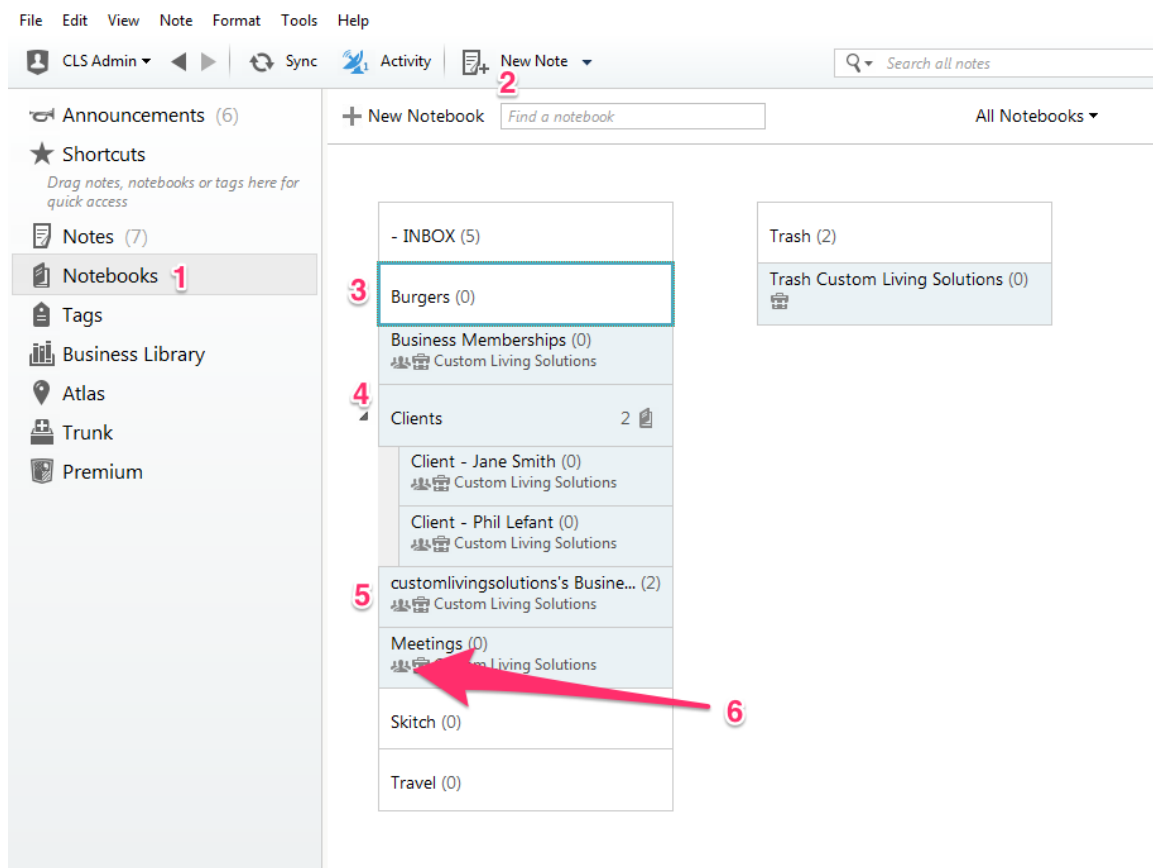 File Edit View Note Format Tools Help
CLS Admin Sync 1 Activity New Note Search all notes
2
Announcements (6)
New Notebook Find a notebook All Notebooks
Shortcuts
Drag notes, notebooks or tags here for
quick access
Notes (7)
- INBOX (5) Trash (2)
Notebooks 1
3 Burgers (0) Trash Custom Living Solutions (0)
Tags
Business Library
Business Memberships (0)
Custom Living Solutions
Atlas
4
Clients 2
Trunk
Premium
Client - Jane Smith (0)
Custom Living Solutions
Client - Phil Lefant (0)
Custom Living Solutions
5 customlivingsolutions's Busine... (2)
Custom Living Solutions
Meetings (0)
Custom Living Solutions
6
Skitch (0)
Travel (0)